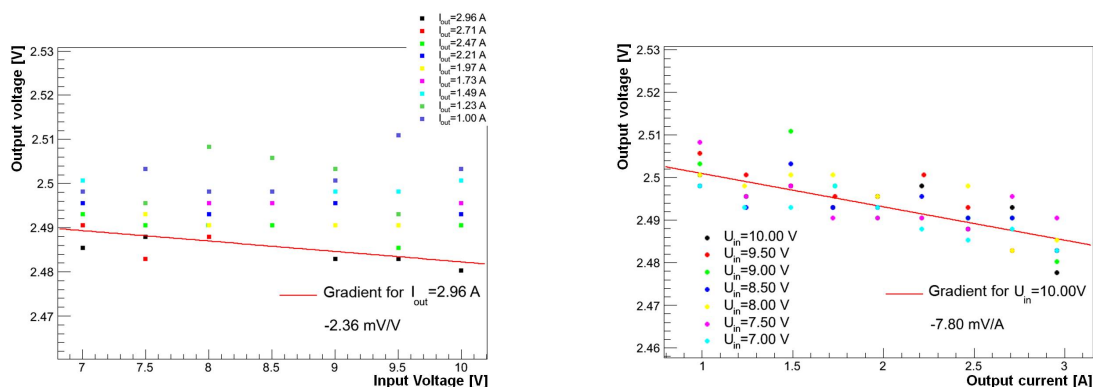 Output voltage [V]
2.53
2.52
2.51
2.5
2.49
2.48
2.47
I_out=2.96 A
I_out=2.71 A
I_out=2.47 A
I_out=2.21 A
I_out=1.97 A
I_out=1.73 A
I_out=1.49 A
I_out=1.23 A
I_out=1.00 A
Gradient for I_out=2.96 A
-2.36 mV/V
7 7.5 8 8.5 9 9.5 10
Input Voltage [V]
Output voltage [V]
2.53
2.52
2.51
2.5
2.49
2.48
2.47
2.46
U_in=10.00 V
U_in=9.50 V
U_in=9.00 V
U_in=8.50 V
U_in=8.00 V
U_in=7.50 V
U_in=7.00 V
Gradient for U_in=10.00V
-7.80 mV/A
1 1.5 2 2.5 3
Output current [A]